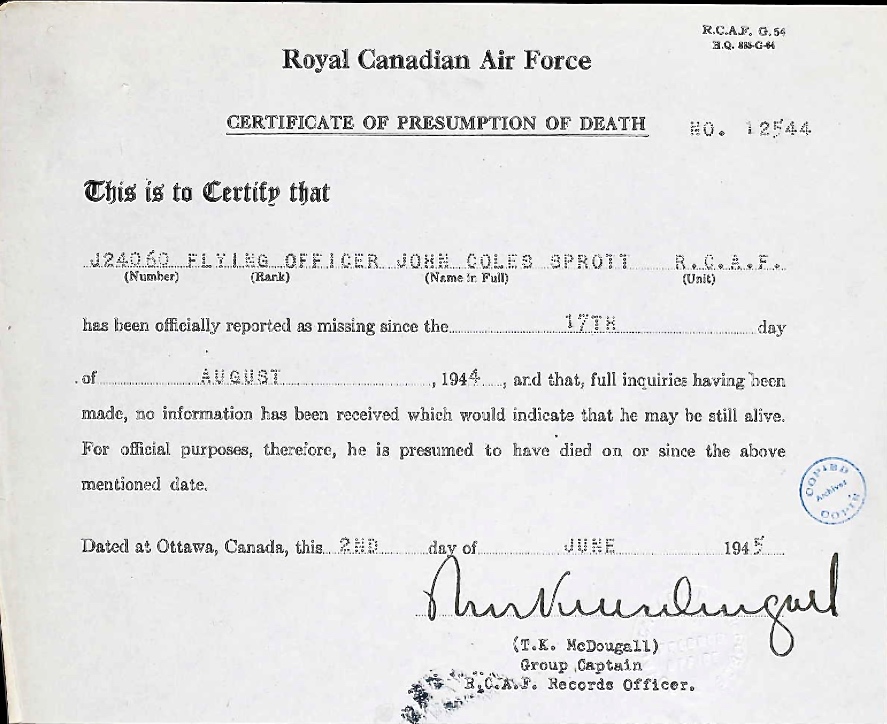 R.C.A.F. G. 54
H.Q. 885-G-54
Royal Canadian Air Force
CERTIFICATE OF PRESUMPTION OF DEATH NO. 12544
This is to Certify that
J24060 FLYING OFFICER JOHN COLES SPROTT R.C.A.F.
(Number) (Rank) (Name in Full) (Unit)
has been officially reported as missing since the 17TH day
of AUGUST, 1944, and that, full inquiries having been
made, no information has been received which would indicate that he may be still alive.
For official purposes, therefore, he is presumed to have died on or since the above
mentioned date.
COPIED
Archives
COPIE
Dated at Ottawa, Canada, this 2ND day of JUNE 1945
(T.K. McDougall)
Group Captain
R.C.A.F. Records Officer.